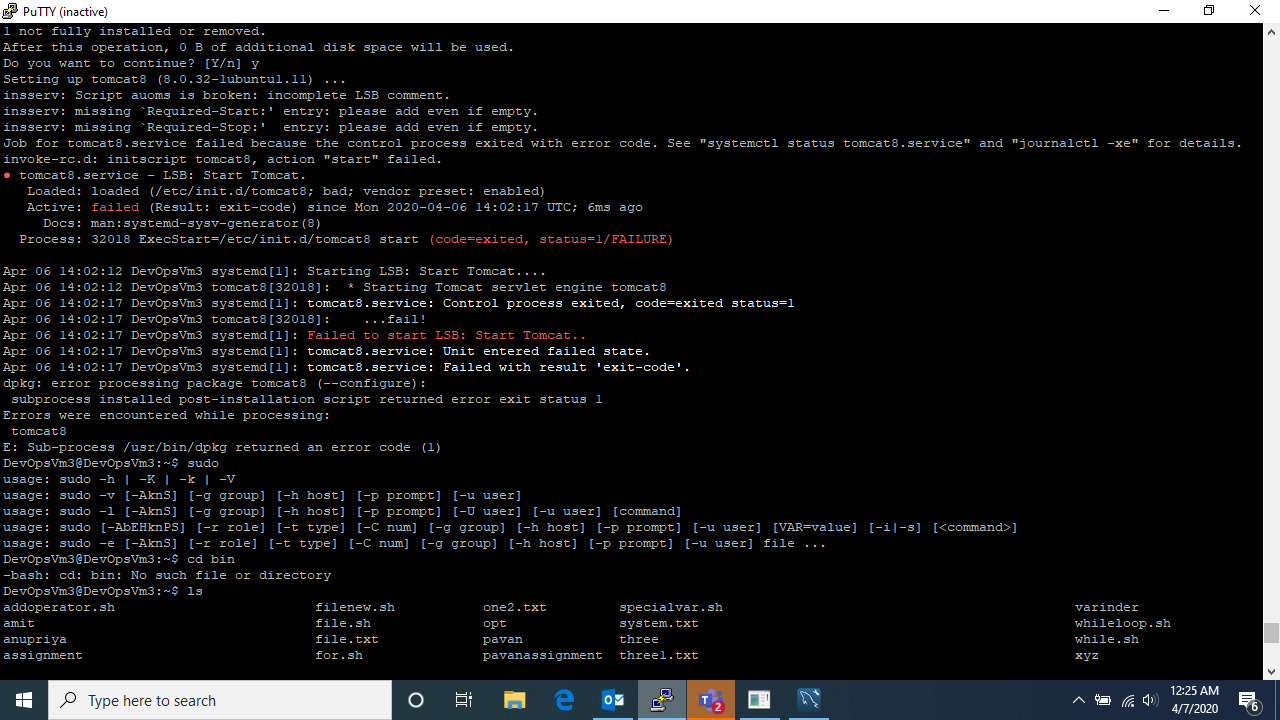 PuTTY (inactive)
1 not fully installed or removed.
After this operation, 0 B of additional disk space will be used.
Do you want to continue? [Y/n] y
Setting up tomcat8 (8.0.32-1ubuntu1.11) ...
insserv: Script auoms is broken: incomplete LSB comment.
insserv: missing `Required-Start:' entry: please add even if empty.
insserv: missing `Required-Stop:'  entry: please add even if empty.
Job for tomcat8.service failed because the control process exited with error code. See "systemctl status tomcat8.service" and "journalctl -xe" for details.
invoke-rc.d: initscript tomcat8, action "start" failed.
● tomcat8.service - LSB: Start Tomcat.
   Loaded: loaded (/etc/init.d/tomcat8; bad; vendor preset: enabled)
   Active: failed (Result: exit-code) since Mon 2020-04-06 14:02:17 UTC; 6ms ago
     Docs: man:systemd-sysv-generator(8)
  Process: 32018 ExecStart=/etc/init.d/tomcat8 start (code=exited, status=1/FAILURE)
Apr 06 14:02:12 DevOpsVm3 systemd[1]: Starting LSB: Start Tomcat....
Apr 06 14:02:12 DevOpsVm3 tomcat8[32018]:  * Starting Tomcat servlet engine tomcat8
Apr 06 14:02:17 DevOpsVm3 systemd[1]: tomcat8.service: Control process exited, code=exited status=1
Apr 06 14:02:17 DevOpsVm3 tomcat8[32018]:    ...fail!
Apr 06 14:02:17 DevOpsVm3 systemd[1]: Failed to start LSB: Start Tomcat..
Apr 06 14:02:17 DevOpsVm3 systemd[1]: tomcat8.service: Unit entered failed state.
Apr 06 14:02:17 DevOpsVm3 systemd[1]: tomcat8.service: Failed with result 'exit-code'.
dpkg: error processing package tomcat8 (--configure):
 subprocess installed post-installation script returned error exit status 1
Errors were encountered while processing:
 tomcat8
E: Sub-process /usr/bin/dpkg returned an error code (1)
DevOpsVm3@DevOpsVm3:~$ sudo
usage: sudo -h | -K | -k | -V
usage: sudo -v [-AknS] [-g group] [-h host] [-p prompt] [-u user]
usage: sudo -l [-AknS] [-g group] [-h host] [-p prompt] [-U user] [-u user] [command]
usage: sudo [-AbEHknPS] [-r role] [-t type] [-C num] [-g group] [-h host] [-p prompt] [-u user] [VAR=value] [-i|-s] [<command>]
usage: sudo -e [-AknS] [-r role] [-t type] [-C num] [-g group] [-h host] [-p prompt] [-u user] file ...
DevOpsVm3@DevOpsVm3:~$ cd bin
-bash: cd: bin: No such file or directory
DevOpsVm3@DevOpsVm3:~$ ls
addoperator.sh filenew.sh one2.txt specialvar.sh varinder
amit file.sh opt system.txt whileloop.sh
anupriya file.txt pavan three while.sh
assignment for.sh pavanassignment three1.txt xyz
Type here to search
2
12:25 AM
4/7/2020
6